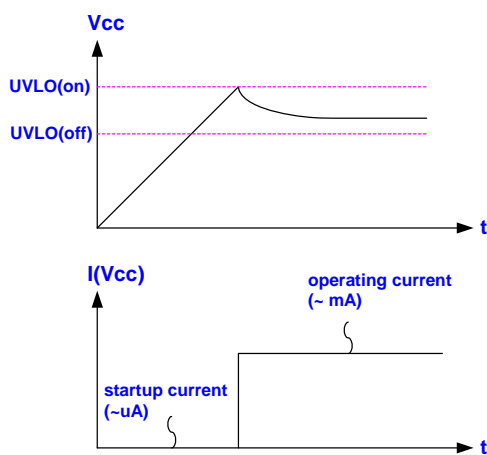 Vcc
UVLO(on)
UVLO(off)
t
I(Vcc)
operating current
(~ mA)
startup current
(~uA)
t